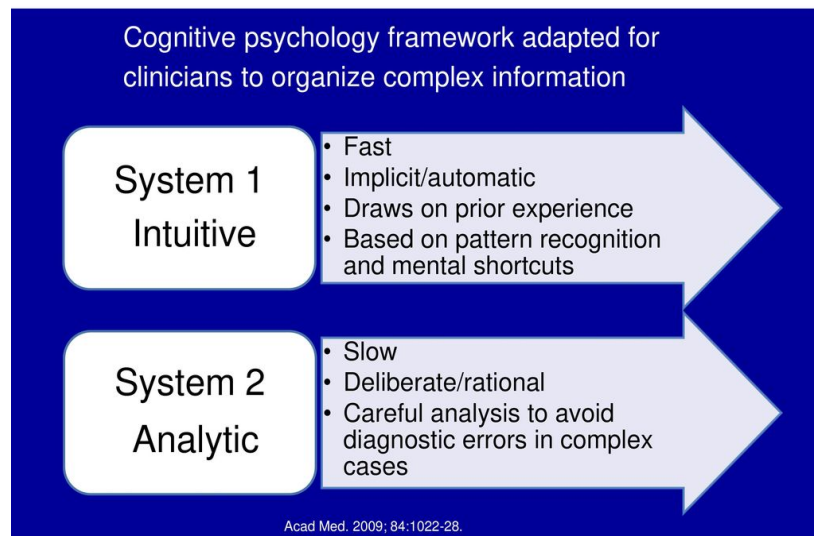 Cognitive psychology framework adapted for
clinicians to organize complex information
System 1
Intuitive
• Fast
• Implicit/automatic
• Draws on prior experience
• Based on pattern recognition
and mental shortcuts
System 2
Analytic
• Slow
• Deliberate/rational
• Careful analysis to avoid
diagnostic errors in complex
cases
Acad Med. 2009; 84:1022-28.